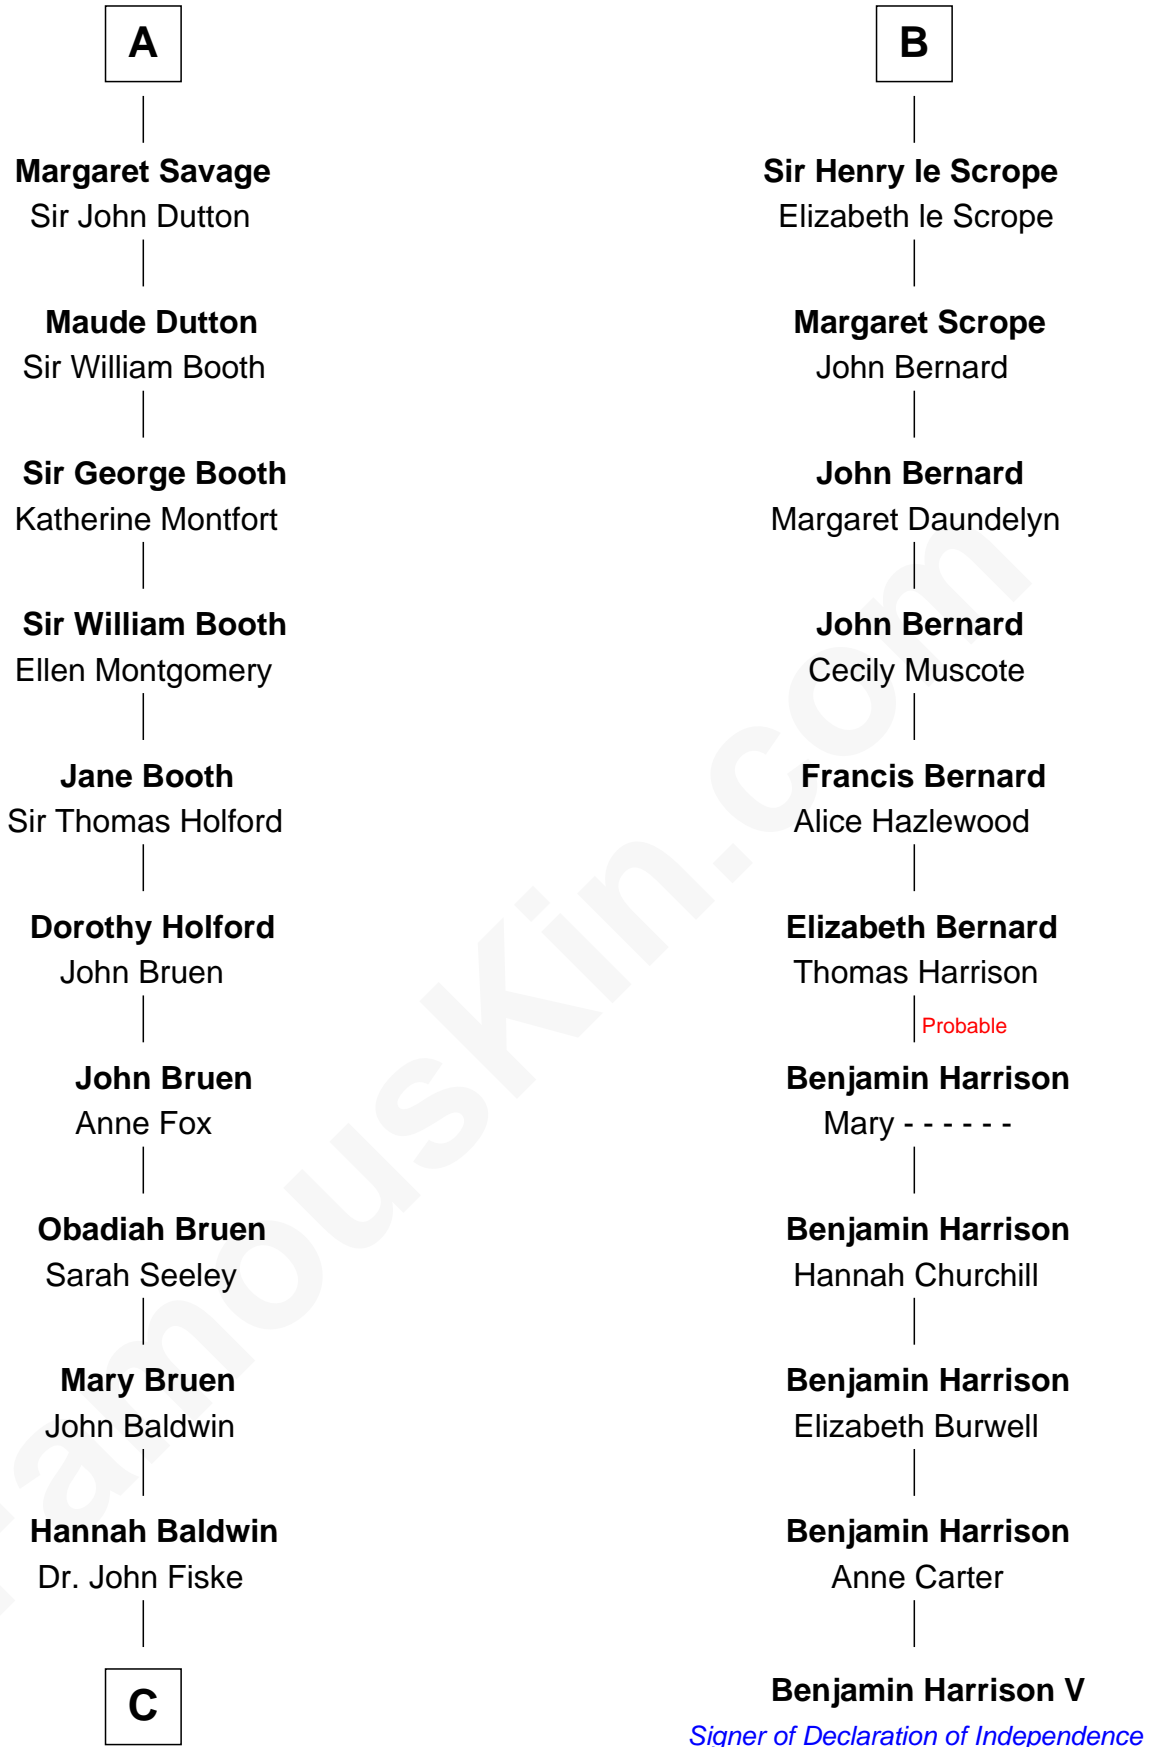 A
Margaret Savage
Sir John Dutton
Maude Dutton
Sir William Booth
Sir George Booth
Katherine Montfort
Sir William Booth
Ellen Montgomery
Jane Booth
Sir Thomas Holford
Dorothy Holford
John Bruen
John Bruen
Anne Fox
Obadiah Bruen
Sarah Seeley
Mary Bruen
John Baldwin
Hannah Baldwin
Dr. John Fiske
C
B
Sir Henry le Scrope
Elizabeth le Scrope
Margaret Scrope
John Bernard
John Bernard
Margaret Daundelyn
John Bernard
Cecily Muscote
Francis Bernard
Alice Hazlewood
Elizabeth Bernard
Thomas Harrison
Probable
Benjamin Harrison
Mary - - - - - -
Benjamin Harrison
Hannah Churchill
Benjamin Harrison
Elizabeth Burwell
Benjamin Harrison
Anne Carter
Benjamin Harrison V
Signer of Declaration of Independence
FamousKin.com